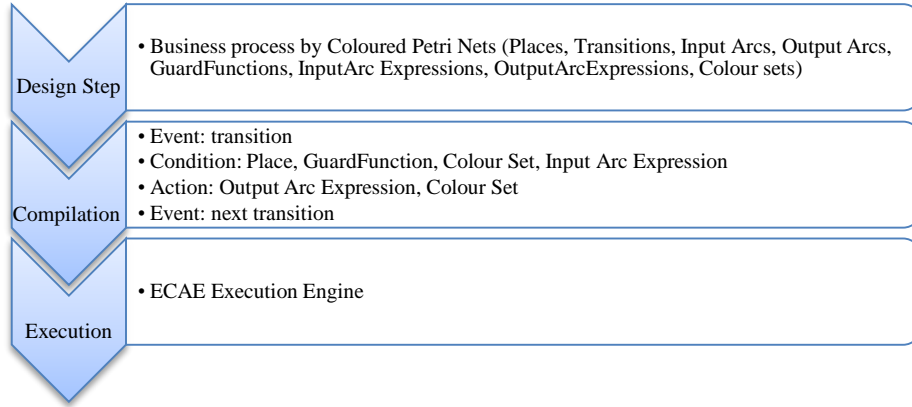 Design Step
• Business process by Coloured Petri Nets (Places, Transitions, Input Arcs, Output Arcs,
GuardFunctions, InputArc Expressions, OutputArcExpressions, Colour sets)
Compilation
• Event: transition
• Condition: Place, GuardFunction, Colour Set, Input Arc Expression
• Action: Output Arc Expression, Colour Set
• Event: next transition
Execution
• ECAE Execution Engine